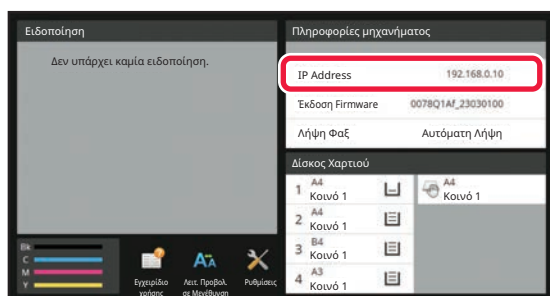 Ειδοποίηση
Δεν υπάρχει καμία ειδοποίηση.
Πληροφορίες μηχανήματος
IP Address 192.168.0.10
Έκδοση Firmware 0078Q1Af_23030100
Λήψη Φαξ Αυτόματη Λήψη
Δίσκος Χαρτιού
1 A4 Κοινό 1
A4 Κοινό 1
2 A4 Κοινό 1
3 B4 Κοινό 1
4 A3 Κοινό 1
Bk
C
M
Y
Εγχειρίδιο χρήσης
Λειτ. Προβολ. σε Μεγέθυνση
Ρυθμίσεις